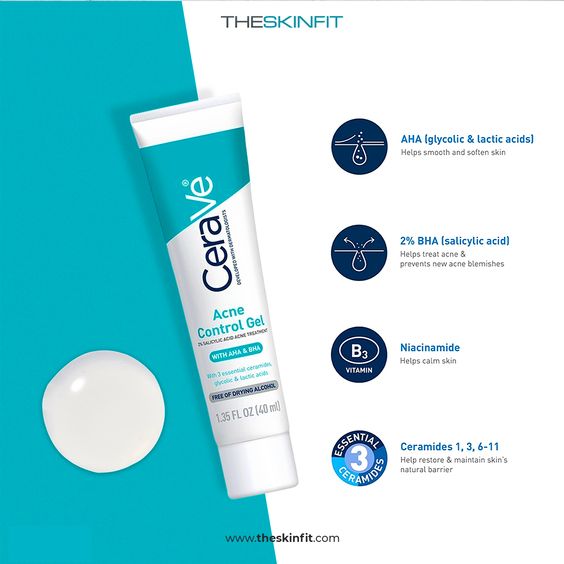 THESKINFIT
CeraVe®
DEVELOPED WITH DERMATOLOGISTS
Acne
Control Gel
2% SALICYLIC ACID ACNE TREATMENT
WITH AHA & BHA
With 3 essential ceramides,
glycolic & lactic acids
FREE OF DRYING ALCOHOL
1.35 FL OZ (40 ml)
AHA (glycolic & lactic acids)
Helps smooth and soften skin
2% BHA (salicylic acid)
Helps treat acne &
prevents new acne blemishes
B3
VITAMIN
Niacinamide
Helps calm skin
ESSENTIAL
3
CERAMIDES
Ceramides 1, 3, 6-11
Help restore & maintain skin's
natural barrier
www.theskinfit.com